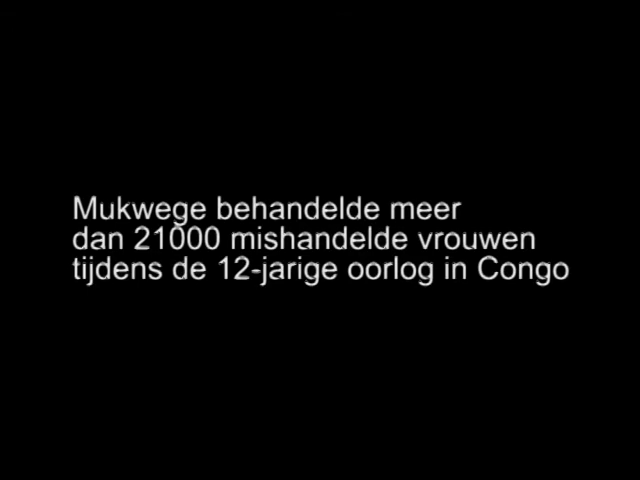 Mukwege behandelde meer
dan 21000 mishandelde vrouwen
tijdens de 12-jarige oorlog in Congo